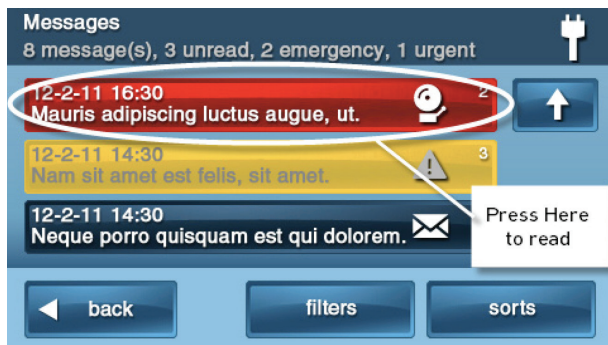 Messages
8 message(s), 3 unread, 2 emergency, 1 urgent
12-2-11 16:30
2
Mauris adipiscing luctus augue, ut.
12-2-11 14:30
3
Nam sit amet est felis, sit amet.
12-2-11 14:30
Neque porro quisquam est qui dolorem.
Press Here
to read
back
filters
sorts